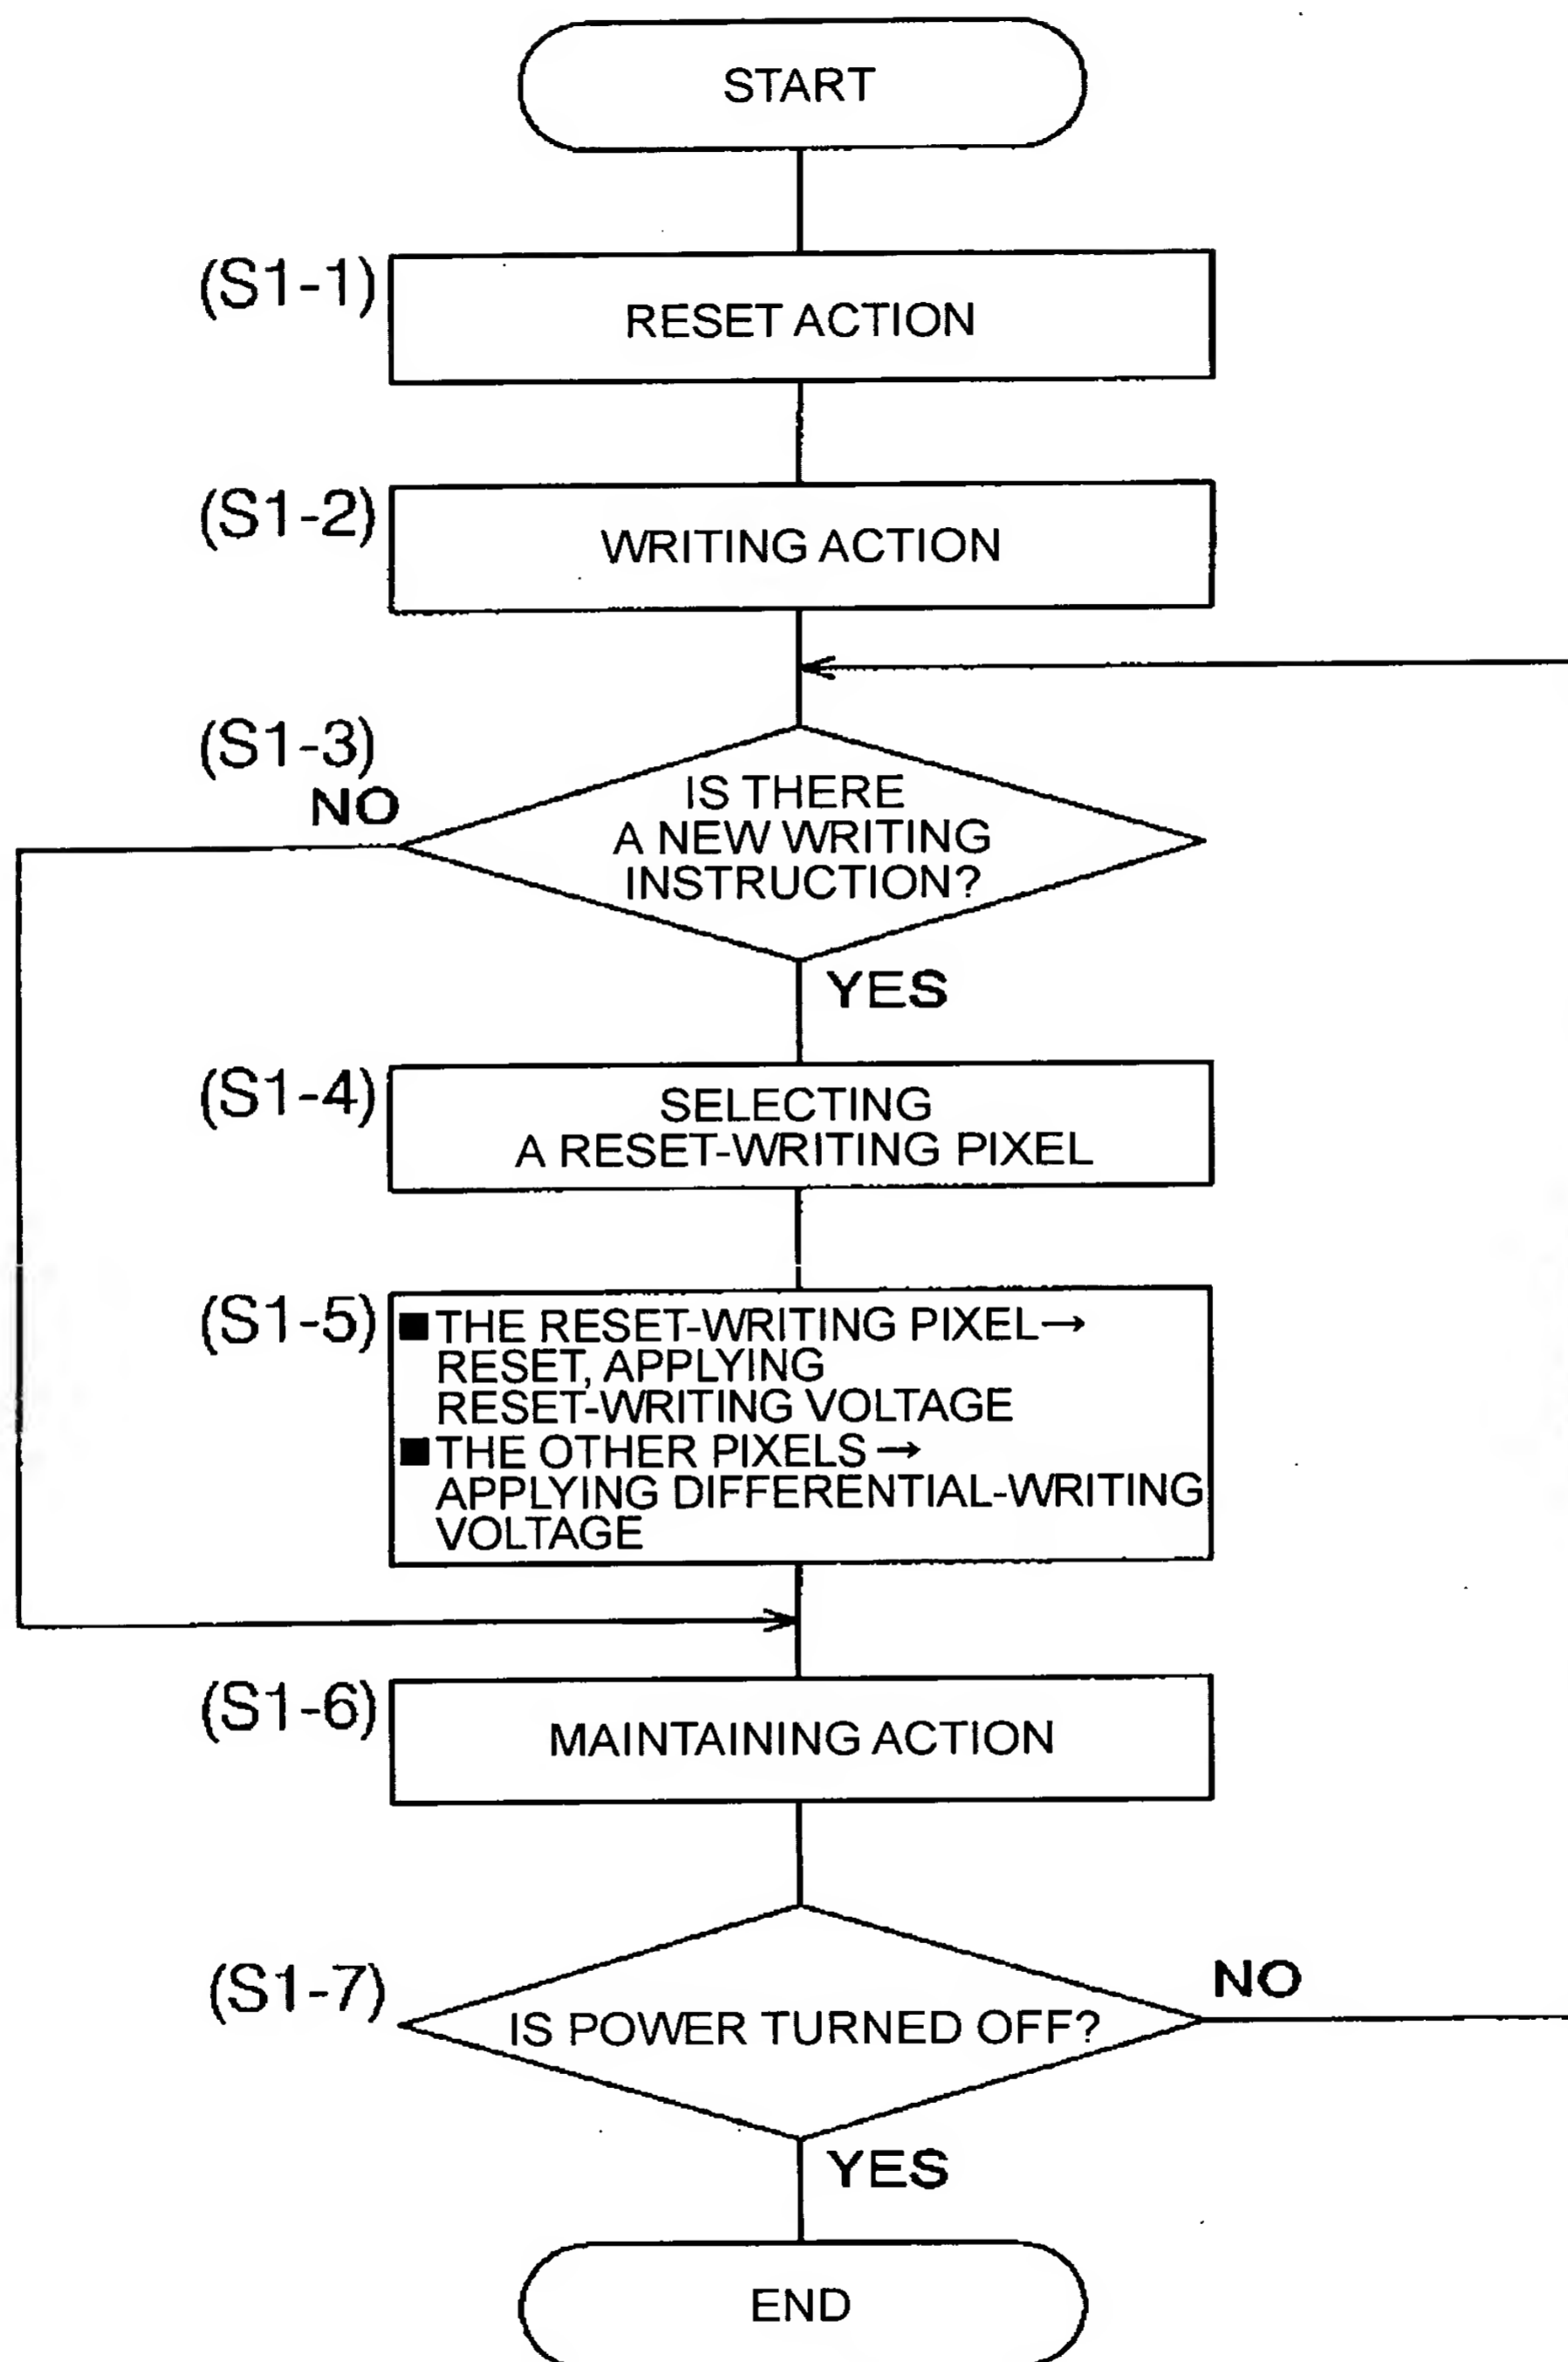 START
(S1-1)
RESET ACTION
(S1-2)
WRITING ACTION
(S1-3)
NO
IS THERE
A NEW WRITING
INSTRUCTION?
YES
(S1-4)
SELECTING
A RESET-WRITING PIXEL
(S1-5)
■ THE RESET-WRITING PIXEL→
RESET, APPLYING
RESET-WRITING VOLTAGE
■ THE OTHER PIXELS →
APPLYING DIFFERENTIAL-WRITING
VOLTAGE
(S1-6)
MAINTAINING ACTION
(S1-7)
IS POWER TURNED OFF?
NO
YES
END